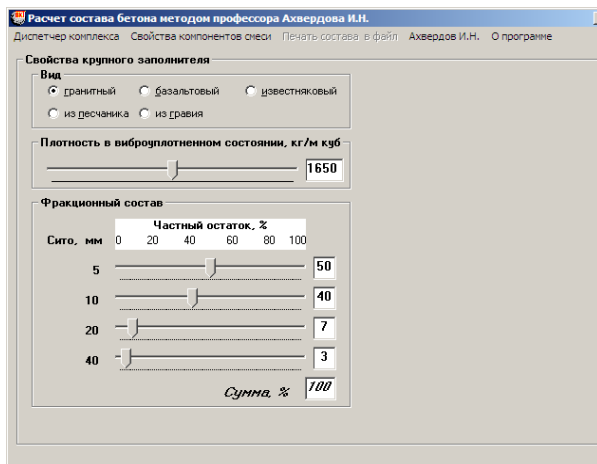 Расчет состава бетона методом профессора Ахвердова И.Н.
Диспетчер комплекса Свойства компонентов смеси Печать состава в файл Ахвердов И.Н. О программе
Свойства крупного заполнителя
Вид
гранитный базальтовый известняковый
из песчаника из гравия
Плотность в виброуплотненном состоянии, кг/м куб
1650
Фракционный состав
Частный остаток, %
Сито, мм 0 20 40 60 80 100
5 50
10 40
20 7
40 3
Сумма, % 100